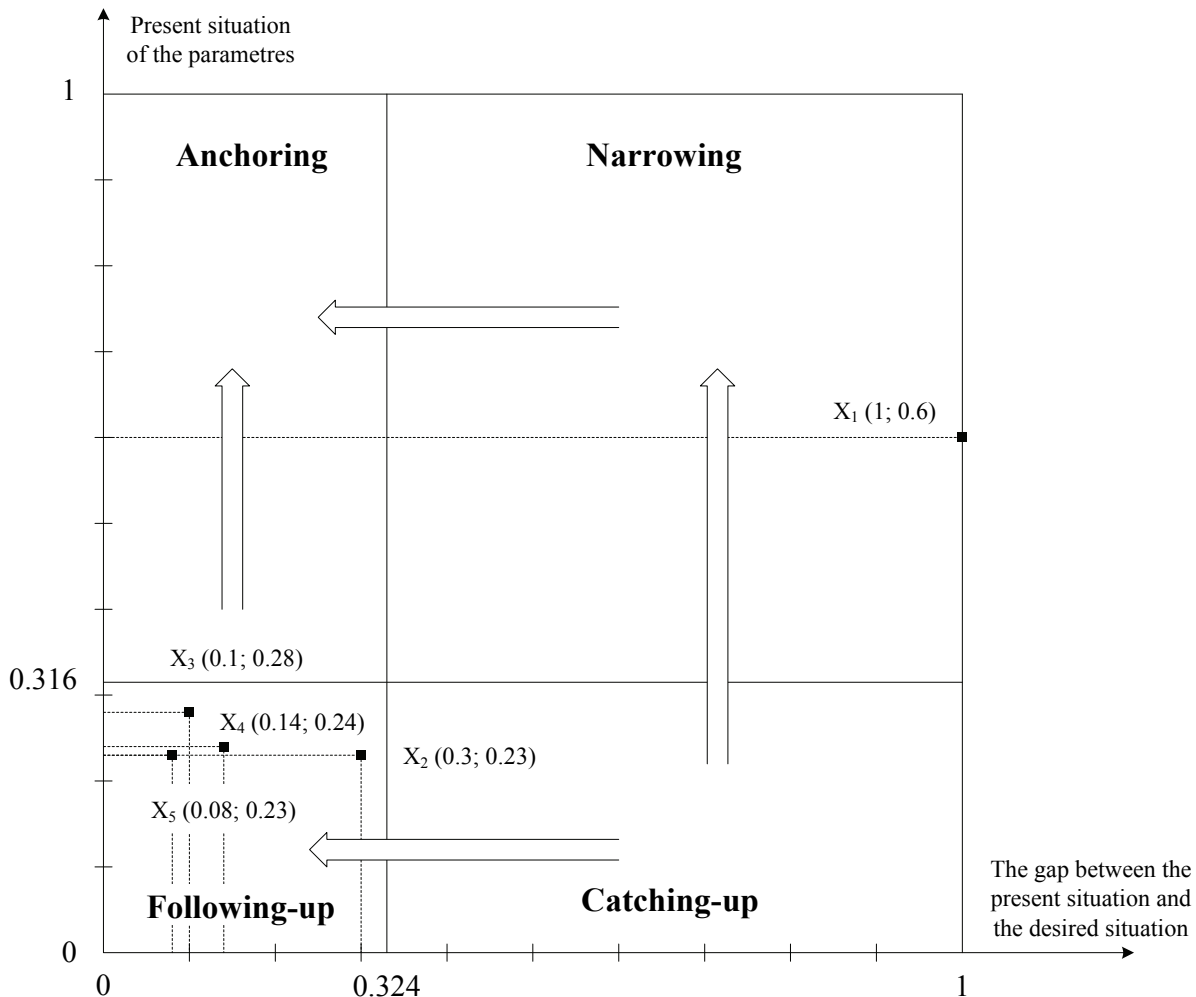 Present situation
of the parametres
1
Anchoring
Narrowing
X₁ (1; 0.6)
X₃ (0.1; 0.28)
0.316
X₄ (0.14; 0.24)
X₂ (0.3; 0.23)
X₅ (0.08; 0.23)
The gap between the
present situation and
the desired situation
Following-up
Catching-up
0
0
0.324
1